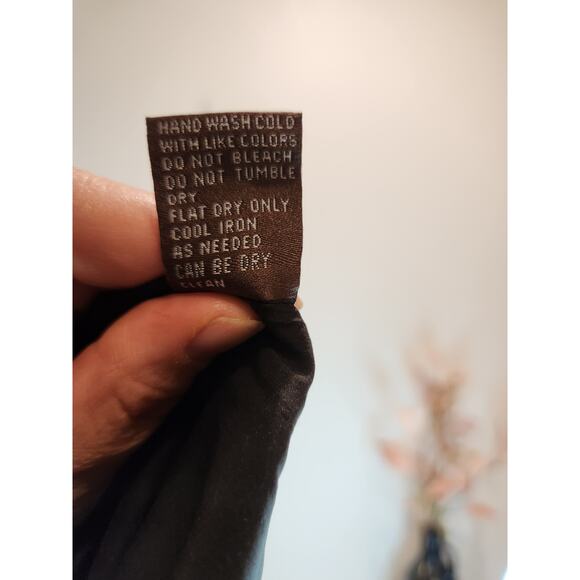 HAND WASH COLD
WITH LIKE COLORS
DO NOT BLEACH
DO NOT TUMBLE
DRY
FLAT DRY ONLY
COOL IRON
AS NEEDED
CAN BE DRY
CLEAN